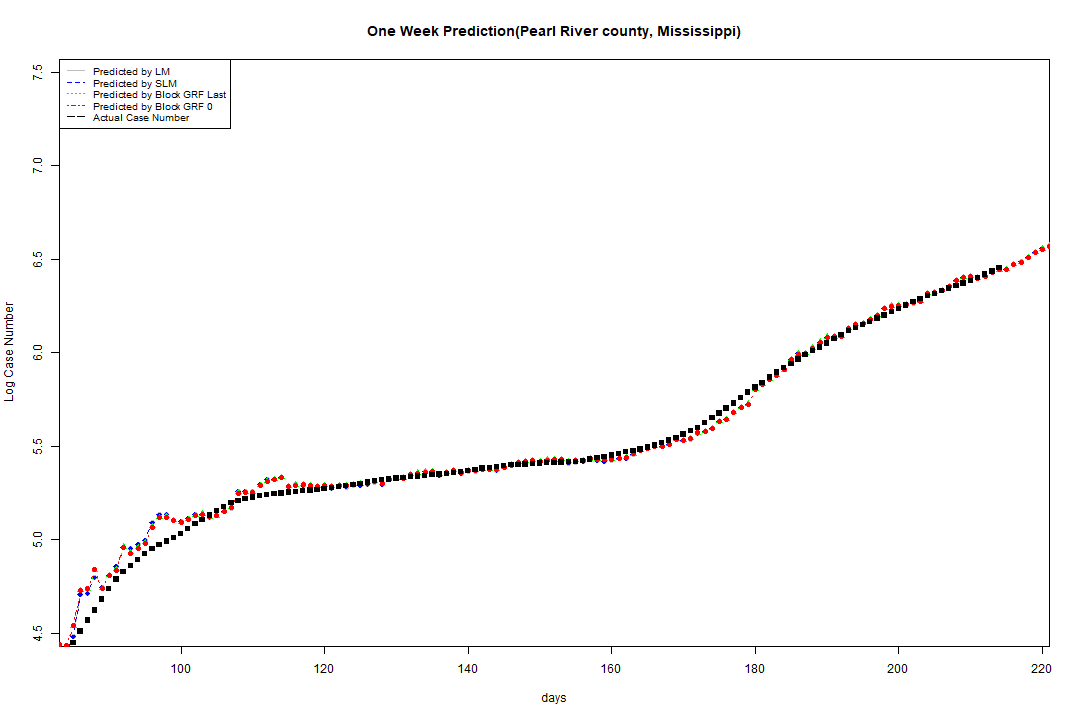 One Week Prediction(Pearl River county, Mississippi)
Predicted by LM
Predicted by SLM
Predicted by Block GRF Last
Predicted by Block GRF 0
Actual Case Number
7.5
7.0
6.5
6.0
5.5
5.0
4.5
Log Case Number
100 120 140 160 180 200 220
days